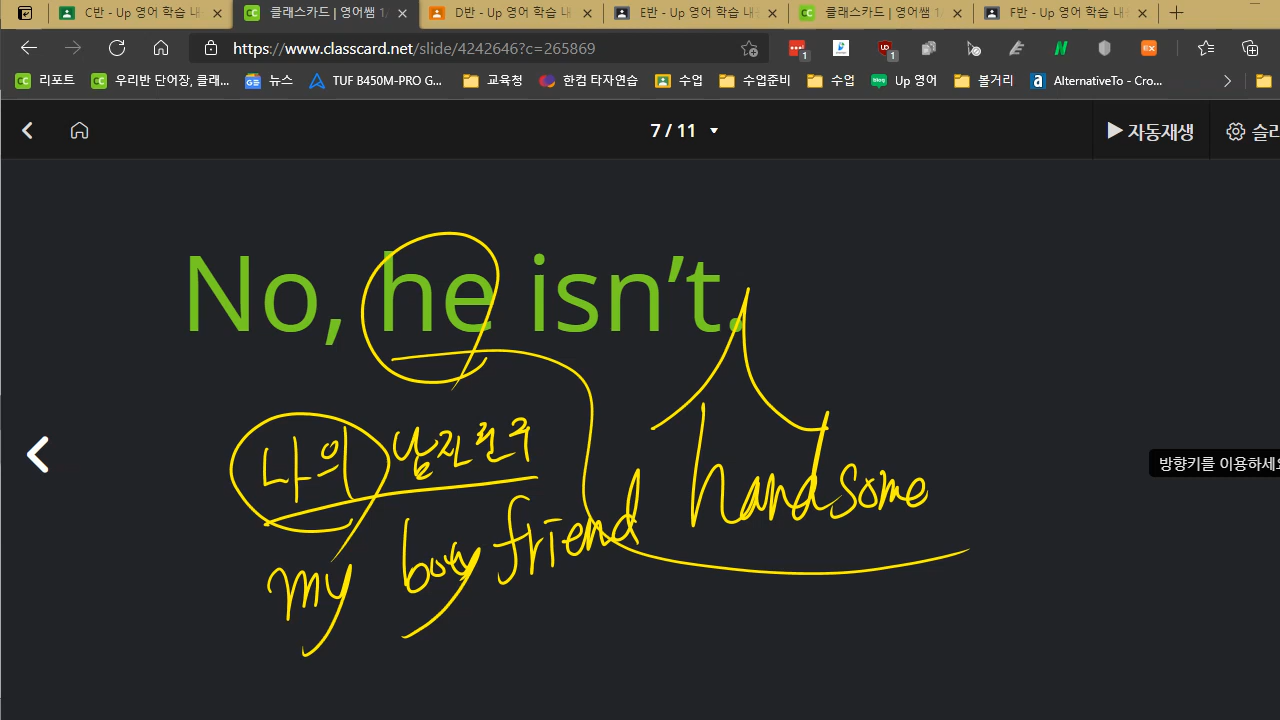 C반 - Up 영어 학습 내
클래스카드 | 영어쌤 1
D반 - Up 영어 학습 내
E반 - Up 영어 학습 내
클래스카드 | 영어쌤
F반 - Up 영어 학습 내
https://www.classcard.net/slide/4242646?c=265869
리포트 우리반 단어장, 클래... 뉴스 TUF B450M-PRO G... 교육청 한컴 타자연습 수업 수업준비 수업 Up 영어 볼거리 AlternativeTo - Cro...
7 / 11 자동재생 슬라
No, he isn't.
나의 남자친구
handsome
my boyfriend
방향키를 이용하세요